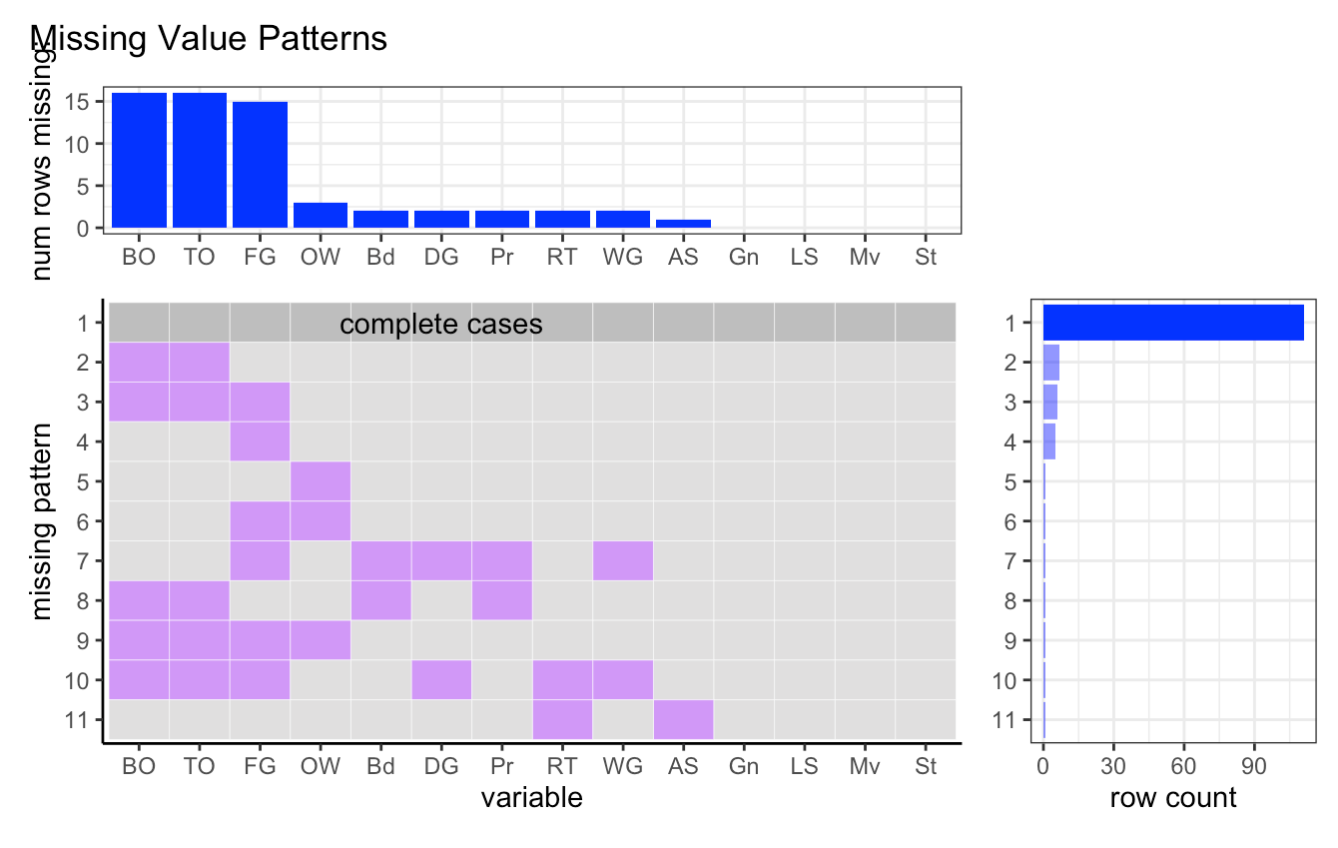 Missing Value Patterns
num rows missing:
15
10
5
0
BO TO FG OW Bd DG Pr RT WG AS Gn LS Mv St
missing pattern
1 complete cases
2
3
4
5
6
7
8
9
10
11
BO TO FG OW Bd DG Pr RT WG AS Gn LS Mv St
variable
1
2
3
4
5
6
7
8
9
10
11
0 30 60 90
row count